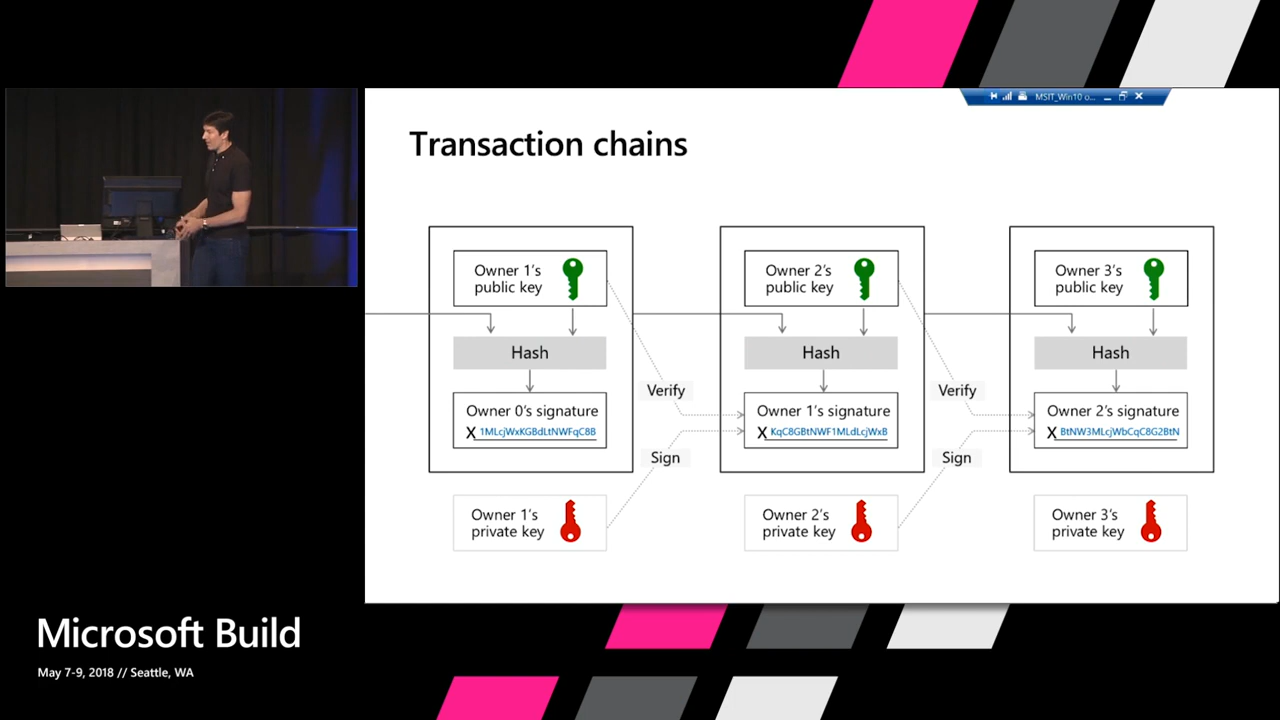 MSIT_Win10 o...
Transaction chains
Owner 1's
public key
Owner 2's
public key
Owner 3's
public key
Hash
Hash
Hash
Verify
Verify
Owner 0's signature
X 1MLcjWxKGBdLtNWFqC8B
Owner 1's signature
X KqC8GBtNWF1MLdLcjWxB
Owner 2's signature
X BtNW3MLcjWbCqC8G2BtN
Sign
Sign
Owner 1's
private key
Owner 2's
private key
Owner 3's
private key
Microsoft Build
May 7-9, 2018 // Seattle, WA